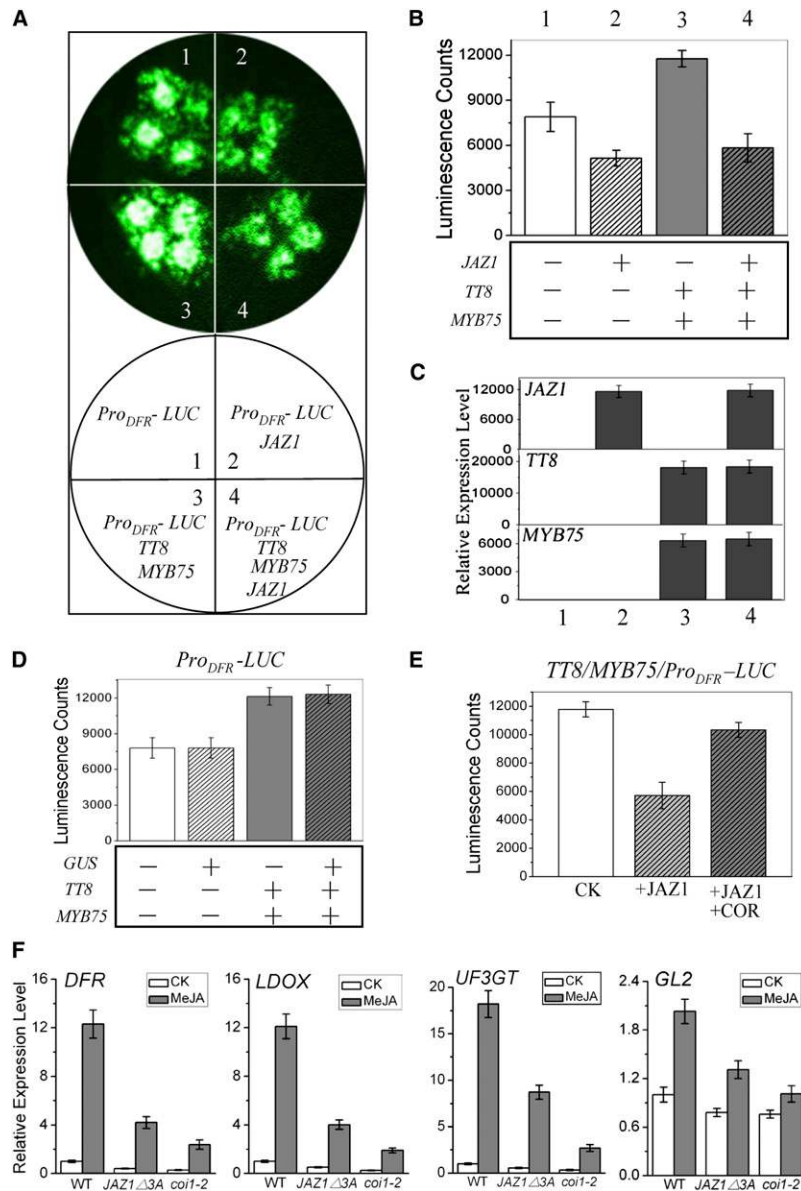 A
1 2
3 4
Pro_DFR- LUC
1
Pro_DFR- LUC
JAZ1
2
3
Pro_DFR- LUC
TT8
MYB75
4
Pro_DFR- LUC
TT8
MYB75
JAZ1
B
1 2 3 4
Luminescence Counts
12000
9000
6000
3000
0
JAZ1 — + — +
TT8 — — + +
MYB75 — — + +
C
Relative Expression Level
JAZ1
12000
6000
0
TT8
20000
10000
0
MYB75
6000
3000
0
1 2 3 4
D
Pro_DFR-LUC
Luminescence Counts
12000
9000
6000
3000
0
GUS — + — +
TT8 — — + +
MYB75 — — + +
E
TT8/MYB75/Pro_DFR–LUC
Luminescence Counts
12000
10000
8000
6000
4000
2000
0
CK +JAZ1 +JAZ1
+COR
F
Relative Expression Level
DFR
CK
MeJA
16
12
8
4
0
WT JAZ1△3A coi1-2
LDOX
CK
MeJA
16
12
8
4
0
WT JAZ1△3A coi1-2
UF3GT
CK
MeJA
20
15
10
5
0
WT JAZ1△3A coi1-2
GL2
CK
MeJA
2.4
1.8
1.2
0.6
0.0
WT JAZ1△3A coi1-2